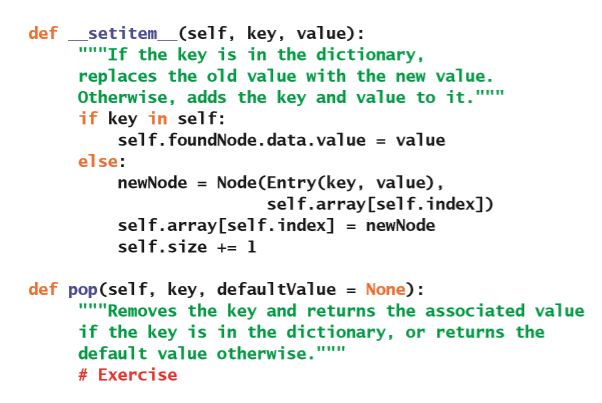 def __setitem__(self, key, value):
    """If the key is in the dictionary,
    replaces the old value with the new value.
    Otherwise, adds the key and value to it."""
    if key in self:
        self.foundNode.data.value = value
    else:
        newNode = Node(Entry(key, value),
                       self.array[self.index])
        self.array[self.index] = newNode
        self.size += 1

def pop(self, key, defaultValue = None):
    """Removes the key and returns the associated value
    if the key is in the dictionary, or returns the
    default value otherwise."""
    # Exercise